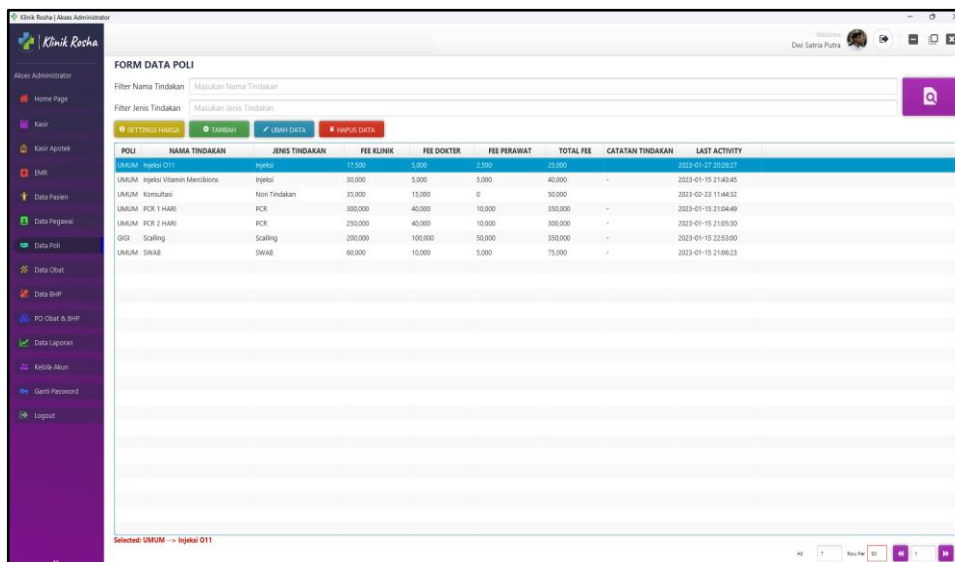 Klinik Rosha | Akses Administrator
Klinik Rosha
Welcome
Dwi Satria Putra
Akses Administrator
Home Page
Kasir
Kasir Apotek
EMR
Data Pasien
Data Pegawai
Data Poli
Data Obat
Data BHP
PO Obat & BHP
Data Laporan
Kelola Akun
Ganti Password
Logout
FORM DATA POLI
Filter Nama Tindakan Masukan Nama Tindakan
Filter Jenis Tindakan Masukan Jenis Tindakan
SETTINGS HARGA TAMBAH UBAH DATA HAPUS DATA
POLI NAMA TINDAKAN JENIS TINDAKAN FEE KLINIK FEE DOKTER FEE PERAWAT TOTAL FEE CATATAN TINDAKAN LAST ACTIVITY
UMUM Injeksi O11 Injeksi 17,500 5,000 2,500 25,000 2023-01-27 20:28:27
UMUM Injeksi Vitamin Mercibions Injeksi 30,000 5,000 5,000 40,000 - 2023-01-15 21:43:45
UMUM Konsultasi Non Tindakan 35,000 15,000 0 50,000 2023-02-23 11:44:32
UMUM PCR 1 HARI PCR 300,000 40,000 10,000 350,000 - 2023-01-15 21:04:49
UMUM PCR 2 HARI PCR 250,000 40,000 10,000 300,000 - 2023-01-15 21:05:30
GIGI Scalling Scalling 200,000 100,000 50,000 350,000 - 2023-01-15 22:53:00
UMUM SWAB SWAB 60,000 10,000 5,000 75,000 - 2023-01-15 21:06:23
Selected: UMUM --> Injeksi O11
All 7 Row Per 50 1